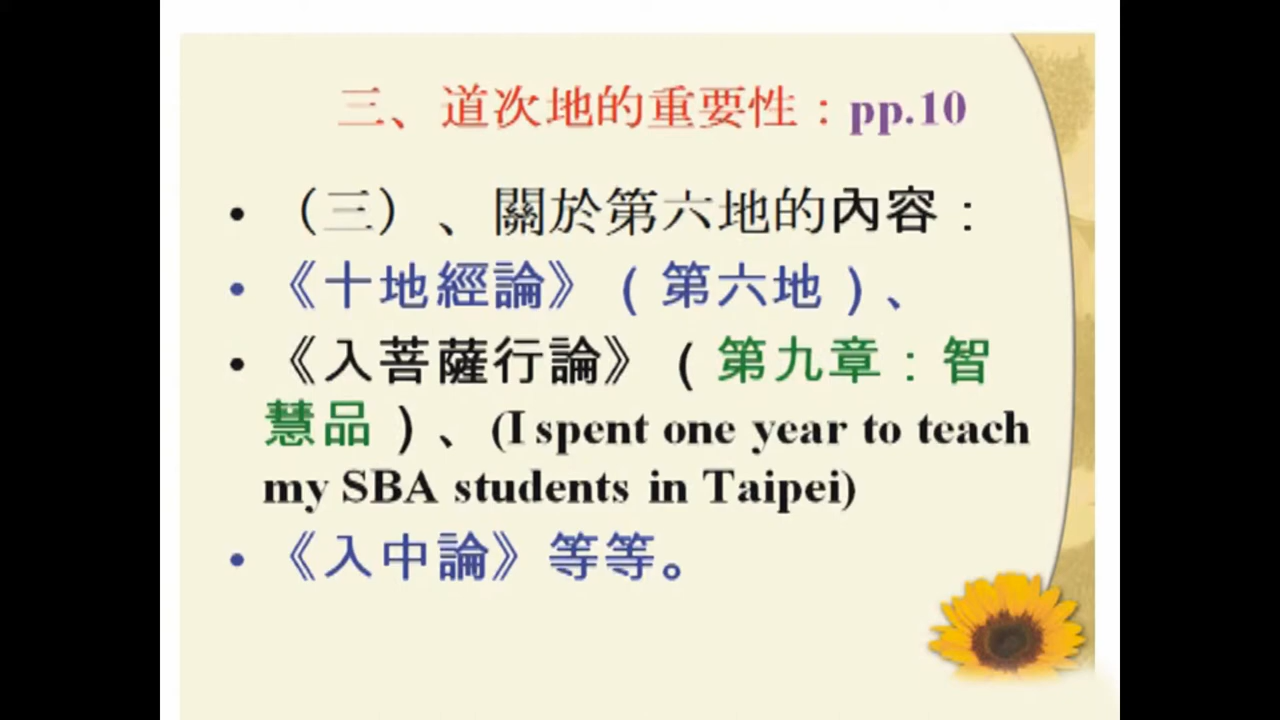 三、道次地的重要性：pp.10
• （三）、關於第六地的內容：
• 《十地經論》（第六地）、
• 《入菩薩行論》（第九章：智
慧品）、(I spent one year to teach
my SBA students in Taipei)
• 《入中論》等等。